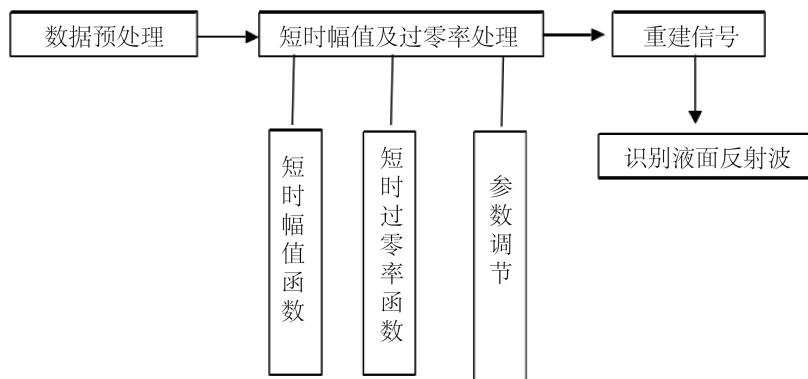 数据预处理
短时幅值及过零率处理
重建信号
识别液面反射波
短时幅值函数
短时过零率函数
参数调节